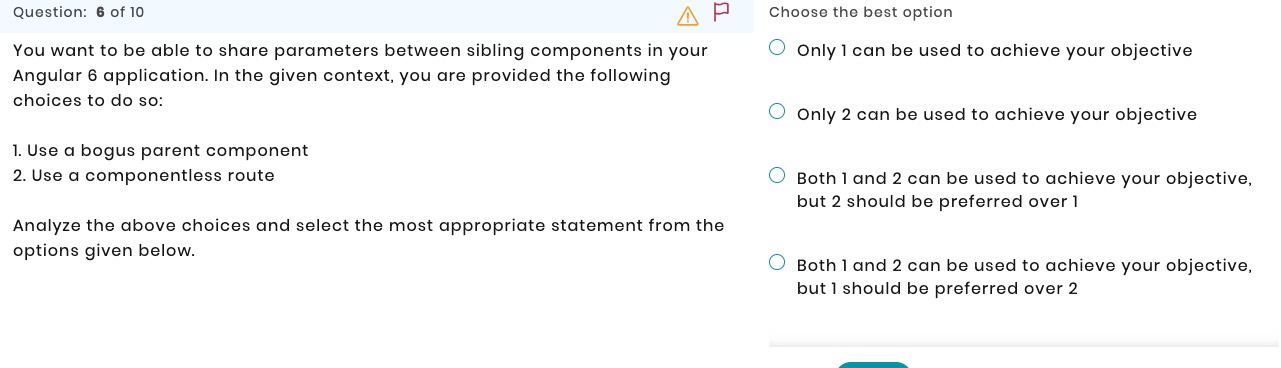 Question: 6 of 10
You want to be able to share parameters between sibling components in your
Angular 6 application. In the given context, you are provided the following
choices to do so:
1. Use a bogus parent component
2. Use a componentless route
Analyze the above choices and select the most appropriate statement from the
options given below.
Choose the best option
Only 1 can be used to achieve your objective
Only 2 can be used to achieve your objective
Both 1 and 2 can be used to achieve your objective,
but 2 should be preferred over 1
Both 1 and 2 can be used to achieve your objective,
but 1 should be preferred over 2